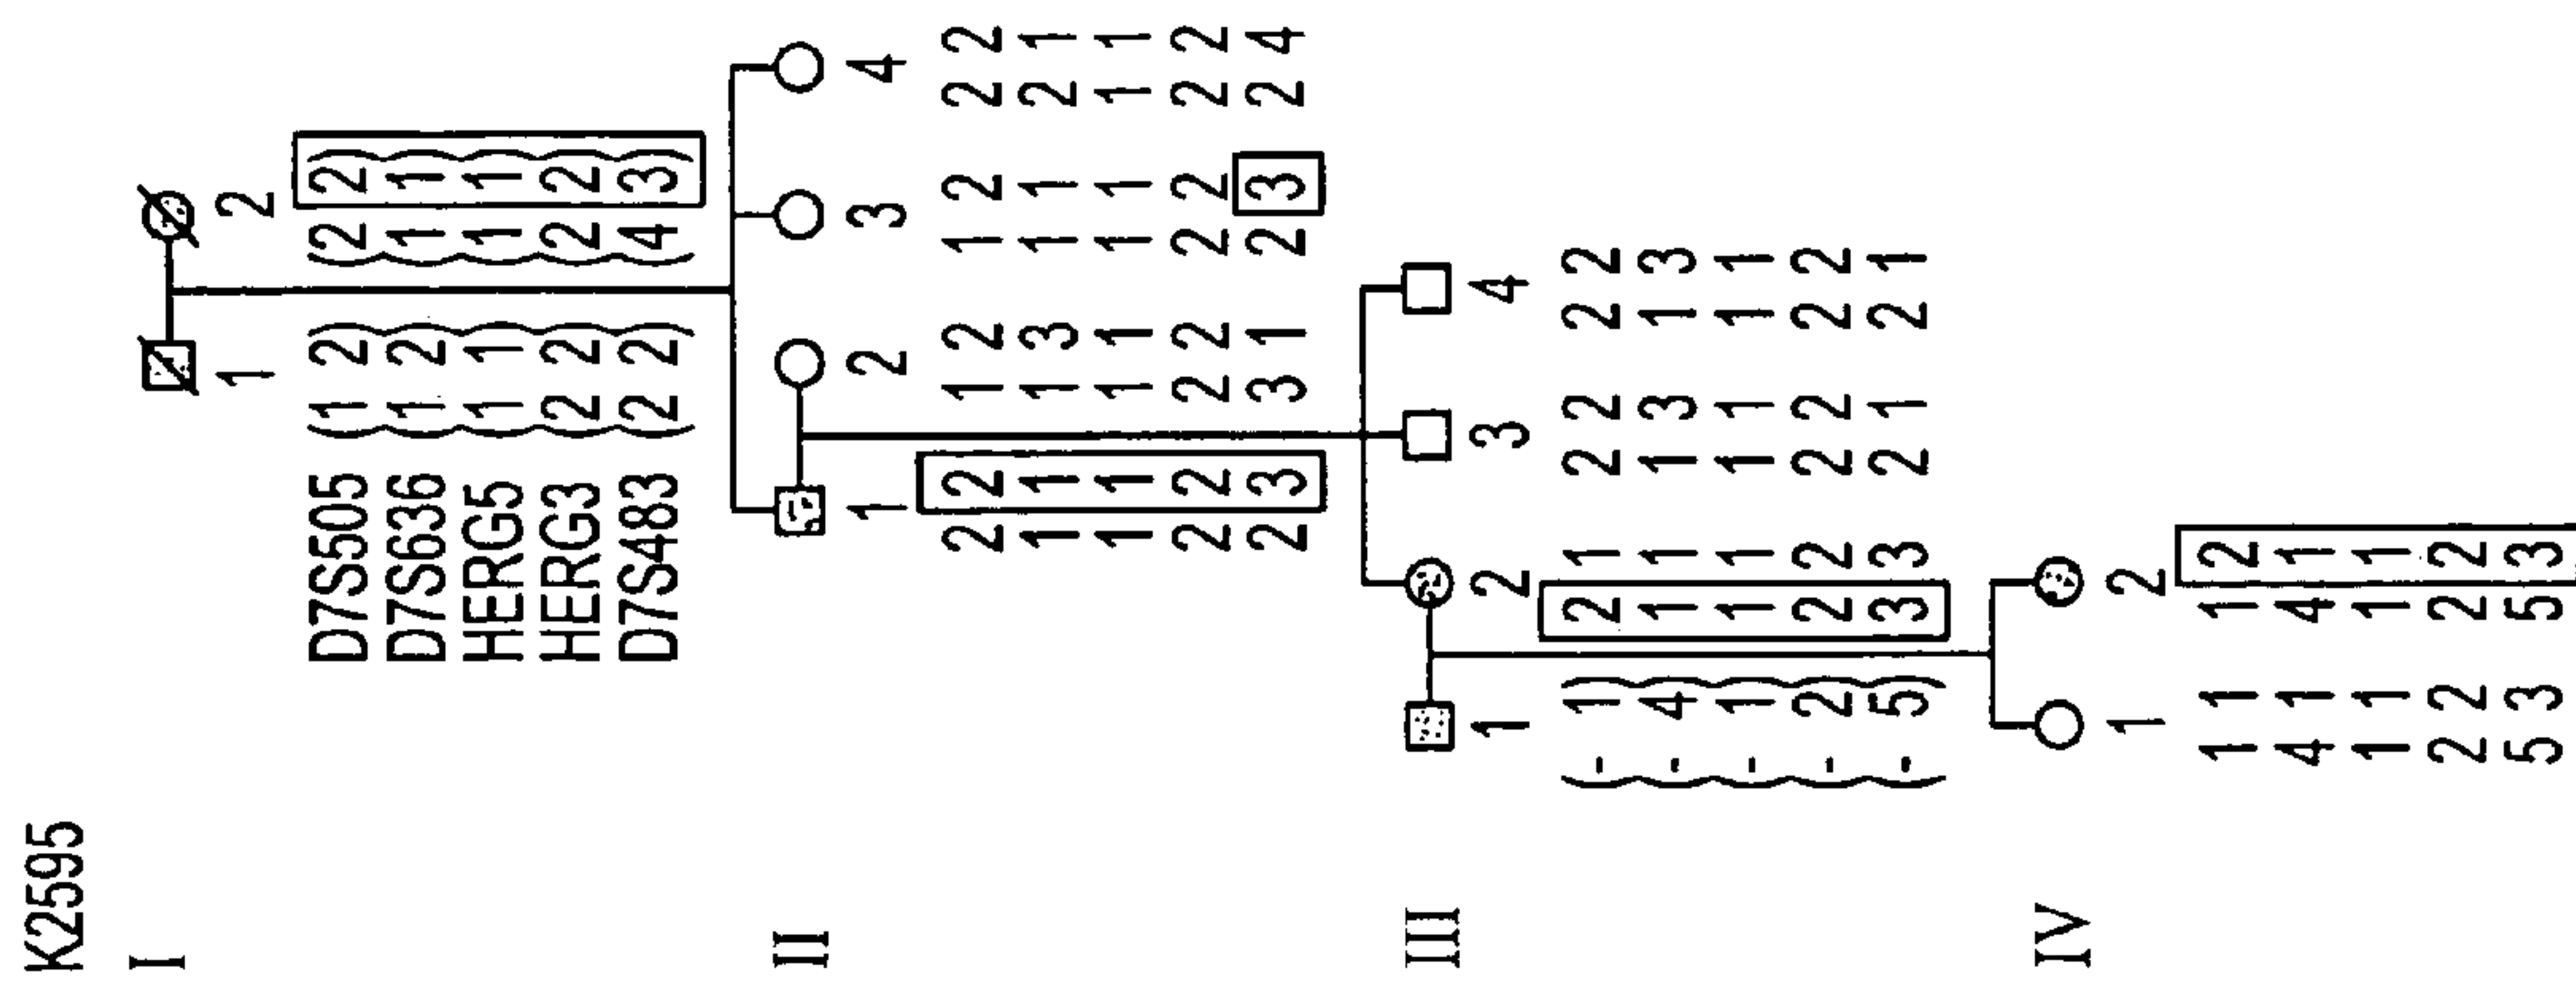 K2595
I
1 2
D7S505 (1 2) (2 2)
D7S636 (1 2) (1 1)
HERG5 (1 1) (1 1)
HERG3 (2 2) (2 2)
D7S483 (2 2) (4 3)
II
1 2 3 4
2 2 1 2 1 2 2 2
1 1 1 3 1 1 2 1
1 1 1 1 1 1 1 1
2 2 2 2 2 2 2 2
2 3 3 1 2 3 2 4
III
1 2 3 4
(- 1) 2 1 2 2 2 2
(- 4) 1 1 1 3 1 3
(- 1) 1 1 1 1 1 1
(- 2) 2 2 2 2 2 2
(- 5) 3 3 2 1 2 1
IV
1 2
1 1 1 2
4 1 4 1
1 1 1 1
2 2 2 2
5 3 5 3